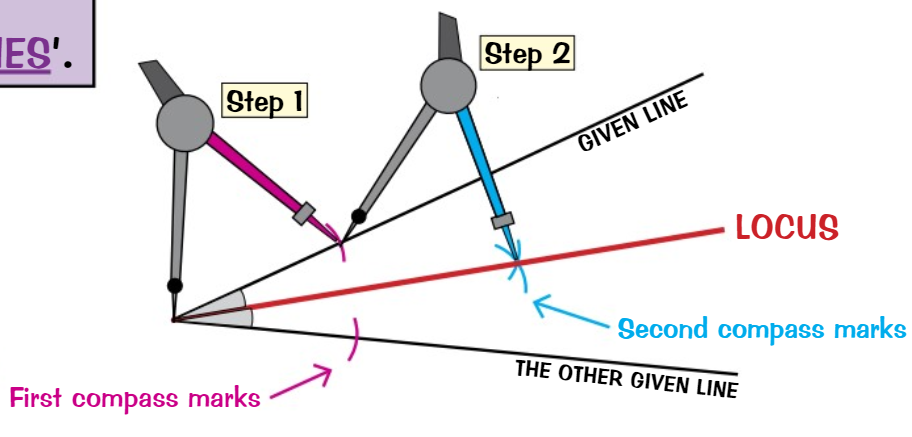 IES'.
Step 1
Step 2
GIVEN LINE
LOCUS
Second compass marks
THE OTHER GIVEN LINE
First compass marks